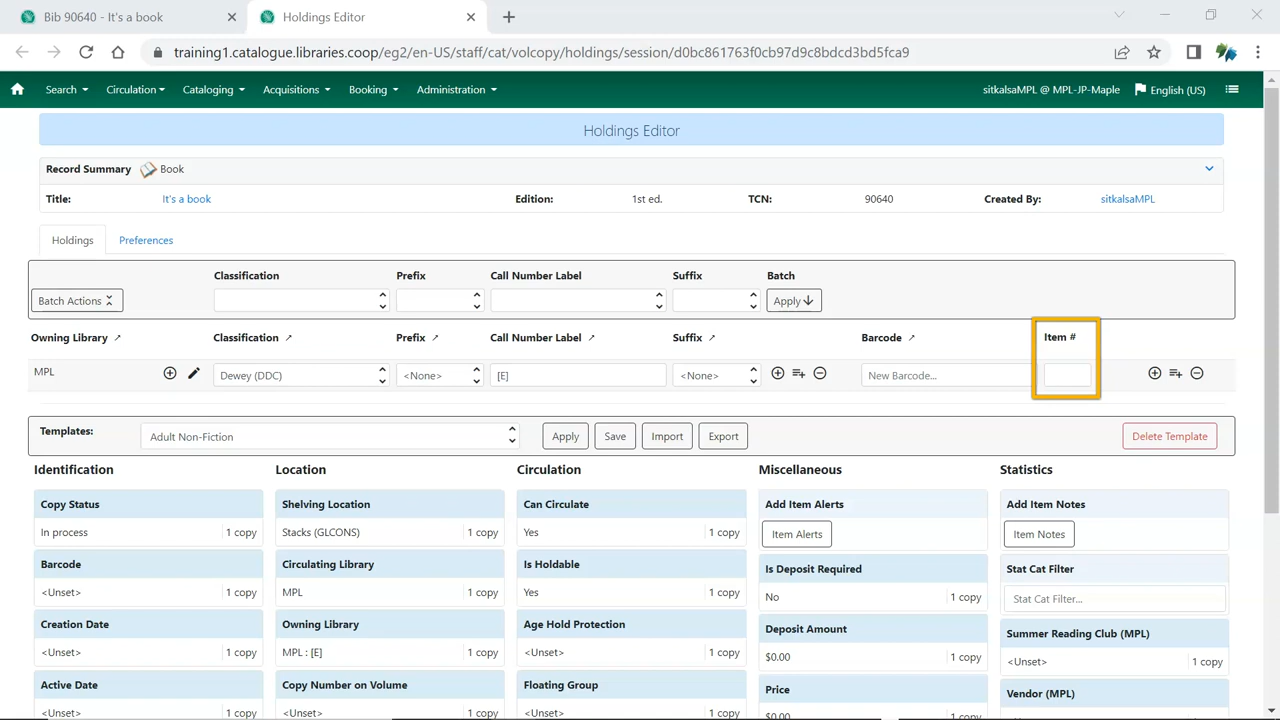 Bib 90640 - It's a book
Holdings Editor
training1.catalogue.libraries.coop/eg2/en-US/staff/cat/volcopy/holdings/session/d0bc861763f0cb97d9c8bdcd3bd5fca9
Search Circulation Cataloging Acquisitions Booking Administration sitkalsaMPL @ MPL-JP-Maple English (US)
Holdings Editor
Record Summary Book
Title: It's a book Edition: 1st ed. TCN: 90640 Created By: sitkalsaMPL
Holdings Preferences
Classification Prefix Call Number Label Suffix Batch
Batch Actions Apply
Owning Library Classification Prefix Call Number Label Suffix Barcode Item #
MPL Dewey (DDC) <None> [E] <None> New Barcode...
Templates: Adult Non-Fiction Apply Save Import Export Delete Template
Identification Location Circulation Miscellaneous Statistics
Copy Status Shelving Location Can Circulate Add Item Alerts Add Item Notes
In process 1 copy Stacks (GLCONS) 1 copy Yes 1 copy Item Alerts Item Notes
Barcode Circulating Library Is Holdable Is Deposit Required Stat Cat Filter
<Unset> 1 copy MPL 1 copy Yes 1 copy No 1 copy Stat Cat Filter...
Creation Date Owning Library Age Hold Protection Deposit Amount Summer Reading Club (MPL)
<Unset> 1 copy MPL : [E] 1 copy <Unset> 1 copy $0.00 1 copy <Unset> 1 copy
Active Date Copy Number on Volume Floating Group Price Vendor (MPL)
<Unset> 1 copy <Unset> 1 copy <Unset> 1 copy $0.00 1 copy